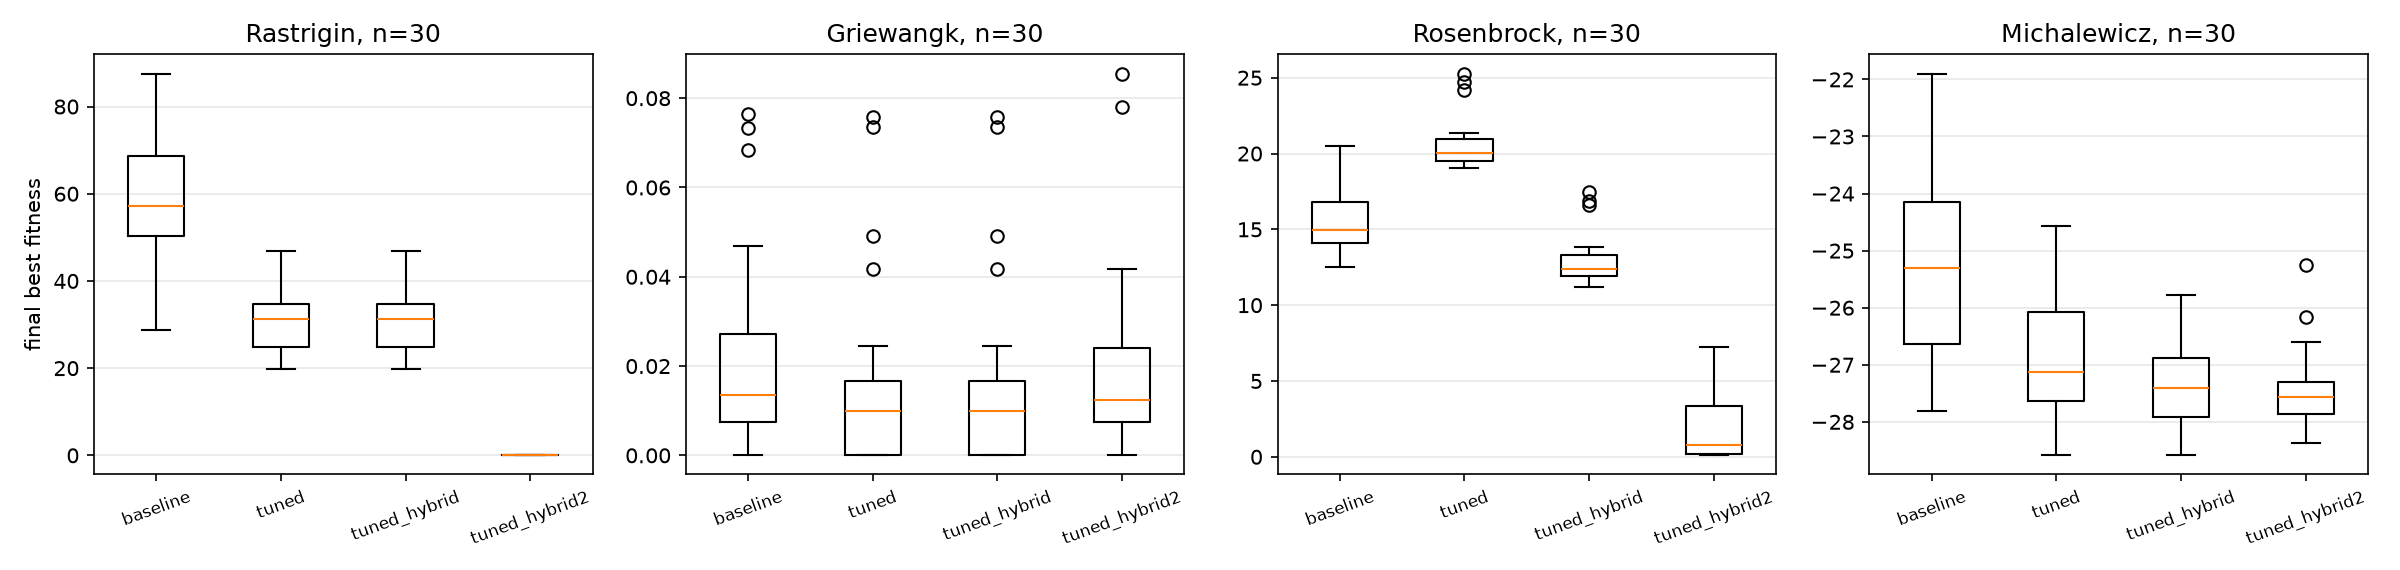 Rastrigin, n=30
final best fitness
80
60
40
20
0
baseline
tuned
tuned_hybrid
tuned_hybrid2
Griewangk, n=30
0.08
0.06
0.04
0.02
0.00
baseline
tuned
tuned_hybrid
tuned_hybrid2
Rosenbrock, n=30
25
20
15
10
5
0
baseline
tuned
tuned_hybrid
tuned_hybrid2
Michalewicz, n=30
−22
−23
−24
−25
−26
−27
−28
baseline
tuned
tuned_hybrid
tuned_hybrid2